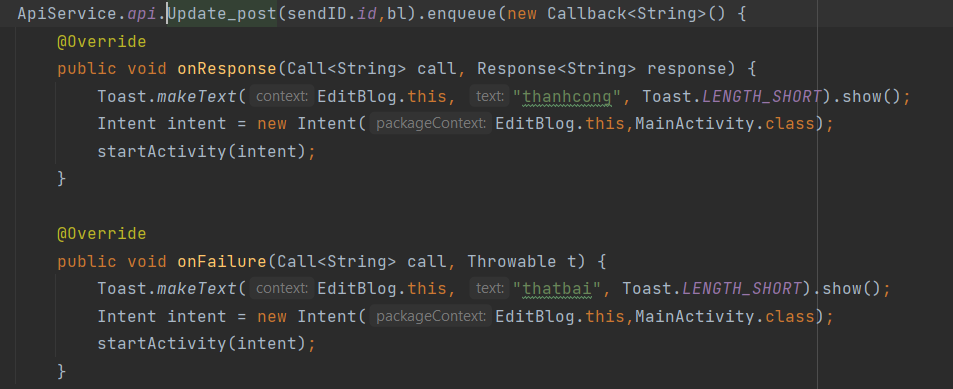 ApiService.api.Update_post(sendID.id,bl).enqueue(new Callback<String>() {
@Override
public void onResponse(Call<String> call, Response<String> response) {
Toast.makeText( context: EditBlog.this, text: "thanhcong", Toast.LENGTH_SHORT).show();
Intent intent = new Intent( packageContext: EditBlog.this,MainActivity.class);
startActivity(intent);
}
@Override
public void onFailure(Call<String> call, Throwable t) {
Toast.makeText( context: EditBlog.this, text: "thatbai", Toast.LENGTH_SHORT).show();
Intent intent = new Intent( packageContext: EditBlog.this,MainActivity.class);
startActivity(intent);
}